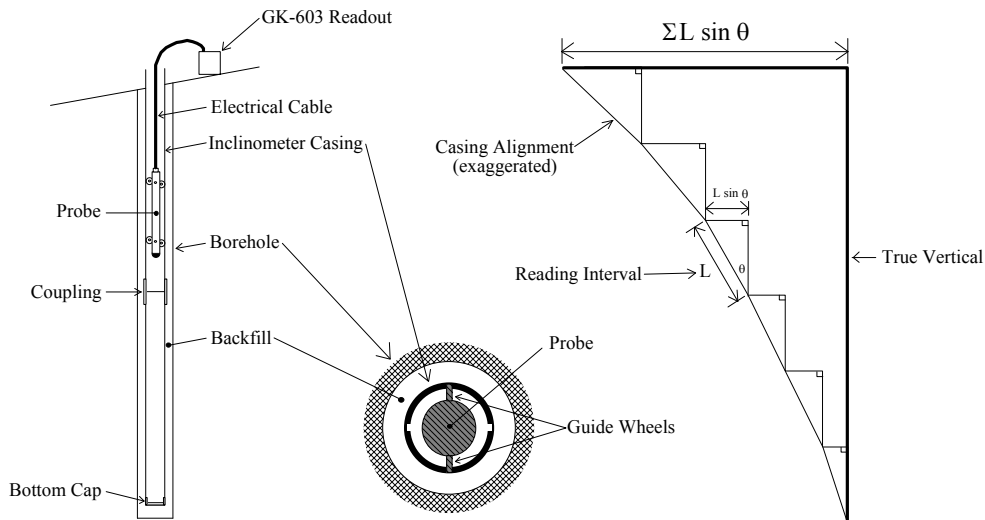 GK-603 Readout
Electrical Cable
Inclinometer Casing
Probe
Borehole
Coupling
Backfill
Bottom Cap
Probe
Guide Wheels
ΣL sin θ
Casing Alignment
(exaggerated)
L sin θ
Reading Interval
L
θ
True Vertical